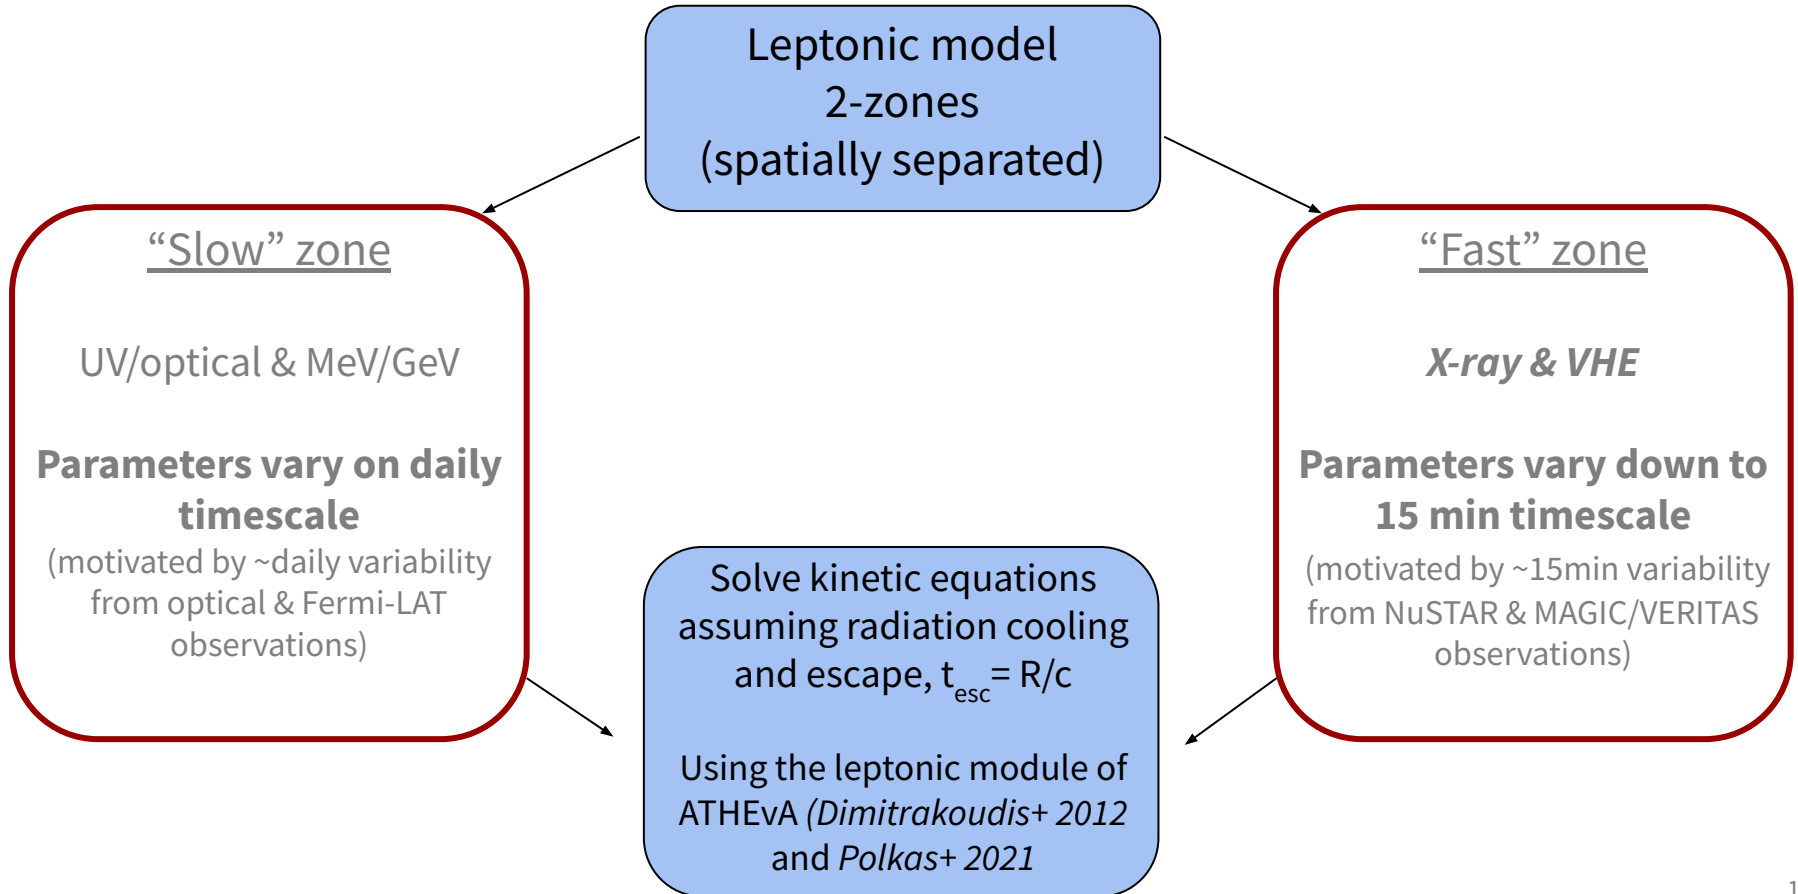 Leptonic model
2-zones
(spatially separated)
“Slow” zone
UV/optical & MeV/GeV
Parameters vary on daily
timescale
(motivated by ~daily variability
from optical & Fermi-LAT
observations)
“Fast” zone
X-ray & VHE
Parameters vary down to
15 min timescale
(motivated by ~15min variability
from NuSTAR & MAGIC/VERITAS
observations)
Solve kinetic equations
assuming radiation cooling
and escape, tesc= R/c
Using the leptonic module of
ATHEvA (Dimitrakoudis+ 2012
and Polkas+ 2021
1